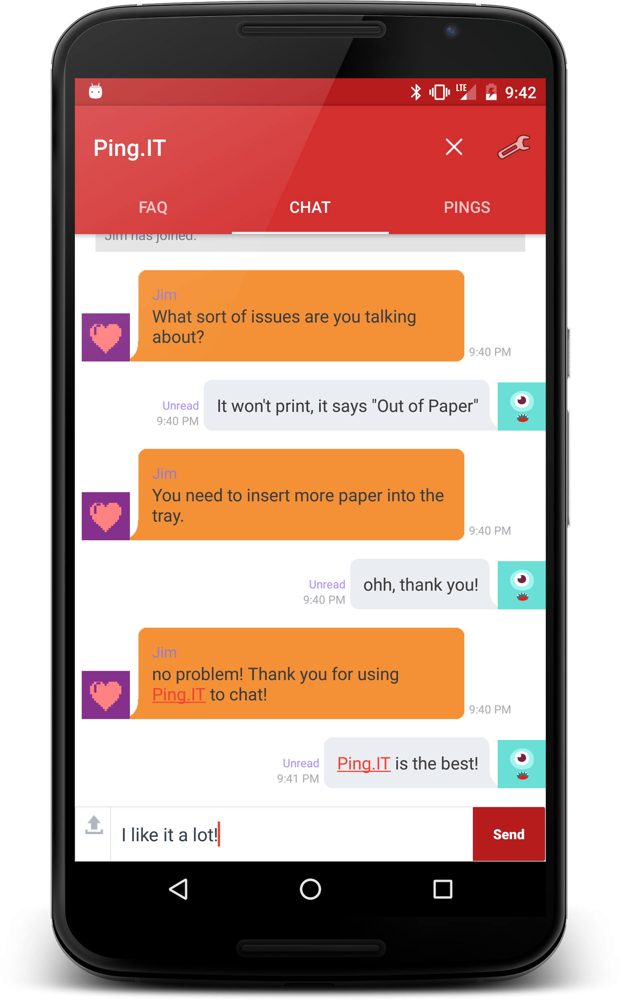 LTE 9:42
Ping.IT
FAQ CHAT PINGS
Jim has joined.
Jim
What sort of issues are you talking
about?
9:40 PM
Unread
9:40 PM
It won't print, it says "Out of Paper"
Jim
You need to insert more paper into the
tray.
9:40 PM
Unread
9:40 PM
ohh, thank you!
Jim
no problem! Thank you for using
Ping.IT to chat!
9:40 PM
Unread
9:41 PM
Ping.IT is the best!
I like it a lot!
Send